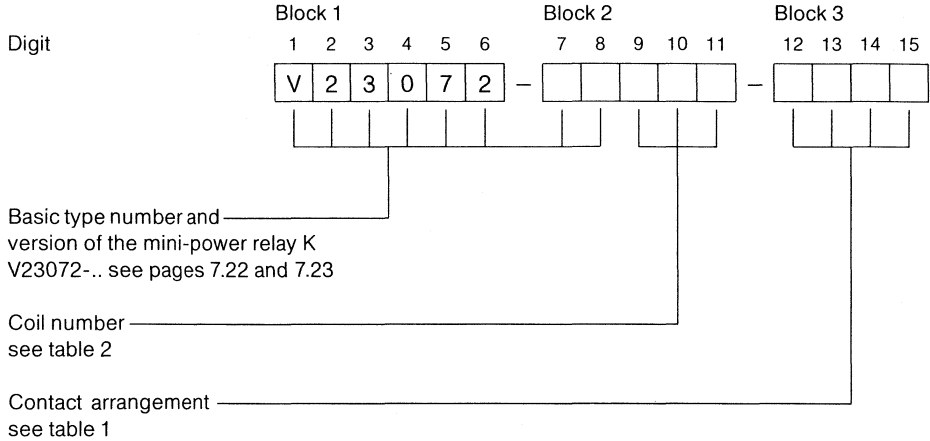 Block 1 Block 2 Block 3
Digit 1 2 3 4 5 6 7 8 9 10 11 12 13 14 15
V 2 3 0 7 2 – –
Basic type number and
version of the mini-power relay K
V23072-.. see pages 7.22 and 7.23
Coil number
see table 2
Contact arrangement
see table 1